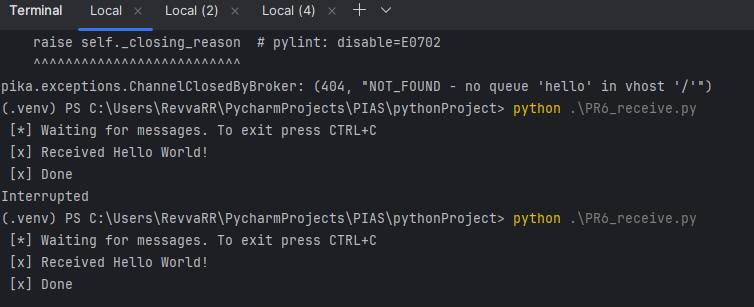 Terminal Local × Local (2) × Local (4) × +
raise self._closing_reason # pylint: disable=E0702
^^^^^^^^^^^^^^^^^^^^^^^^^^
pika.exceptions.ChannelClosedByBroker: (404, "NOT_FOUND - no queue 'hello' in vhost '/'")
(.venv) PS C:\Users\RevvaRR\PycharmProjects\PIAS\pythonProject> python .\PR6_receive.py
[*] Waiting for messages. To exit press CTRL+C
[x] Received Hello World!
[x] Done
Interrupted
(.venv) PS C:\Users\RevvaRR\PycharmProjects\PIAS\pythonProject> python .\PR6_receive.py
[*] Waiting for messages. To exit press CTRL+C
[x] Received Hello World!
[x] Done